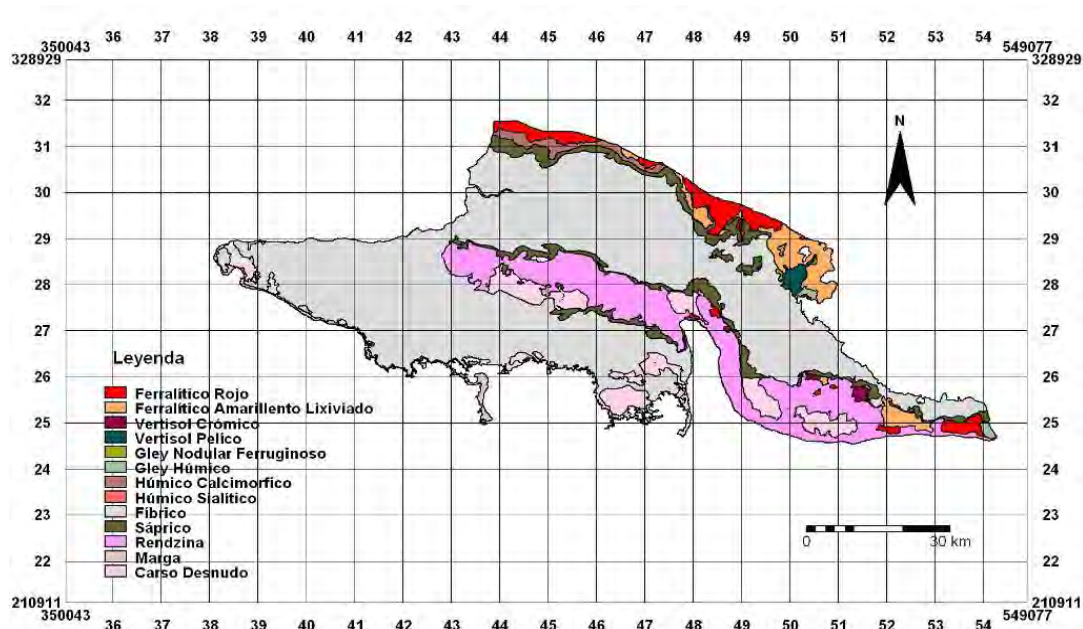 36 37 38 39 40 41 42 43 44 45 46 47 48 49 50 51 52 53 54
350043 549077
328929 328929
32 32
N
31 31
30 30
29 29
28 28
27 27
Leyenda
26 26
Ferralítico Rojo
Ferralítico Amarillento Lixiviado
25 25
Vertisol Crómico
Vertisol Pelico
Gley Nodular Ferruginoso
24 24
Gley Húmico
Húmico Calcimorfico
Húmico Sialítico
23 23
Fíbrico
Sáprico
0 30 km
Rendzina
22 22
Marga
Carso Desnudo
210911 210911
350043 549077
36 37 38 39 40 41 42 43 44 45 46 47 48 49 50 51 52 53 54